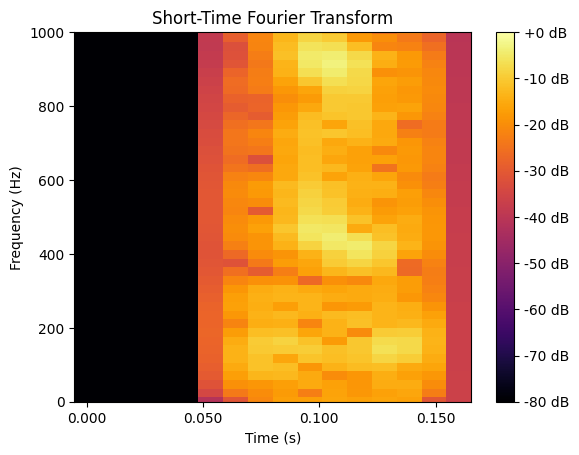 Short-Time Fourier Transform
1000
800
600
400
200
0
Frequency (Hz)
0.000
0.050
0.100
0.150
Time (s)
+0 dB
-10 dB
-20 dB
-30 dB
-40 dB
-50 dB
-60 dB
-70 dB
-80 dB